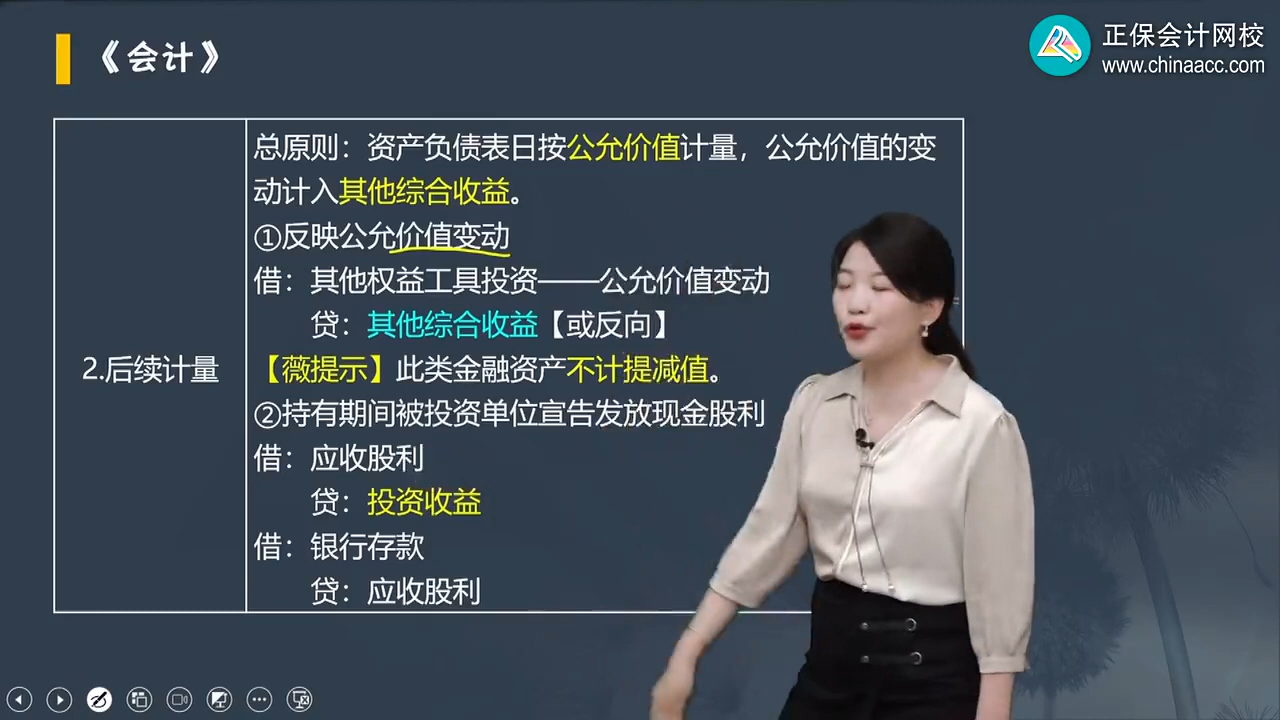 《会计》
正保会计网校
www.chinaacc.com
2.后续计量
总原则：资产负债表日按公允价值计量，公允价值的变
动计入其他综合收益。
①反映公允价值变动
借：其他权益工具投资——公允价值变动
贷：其他综合收益【或反向】
【薇提示】此类金融资产不计提减值。
②持有期间被投资单位宣告发放现金股利
借：应收股利
贷：投资收益
借：银行存款
贷：应收股利